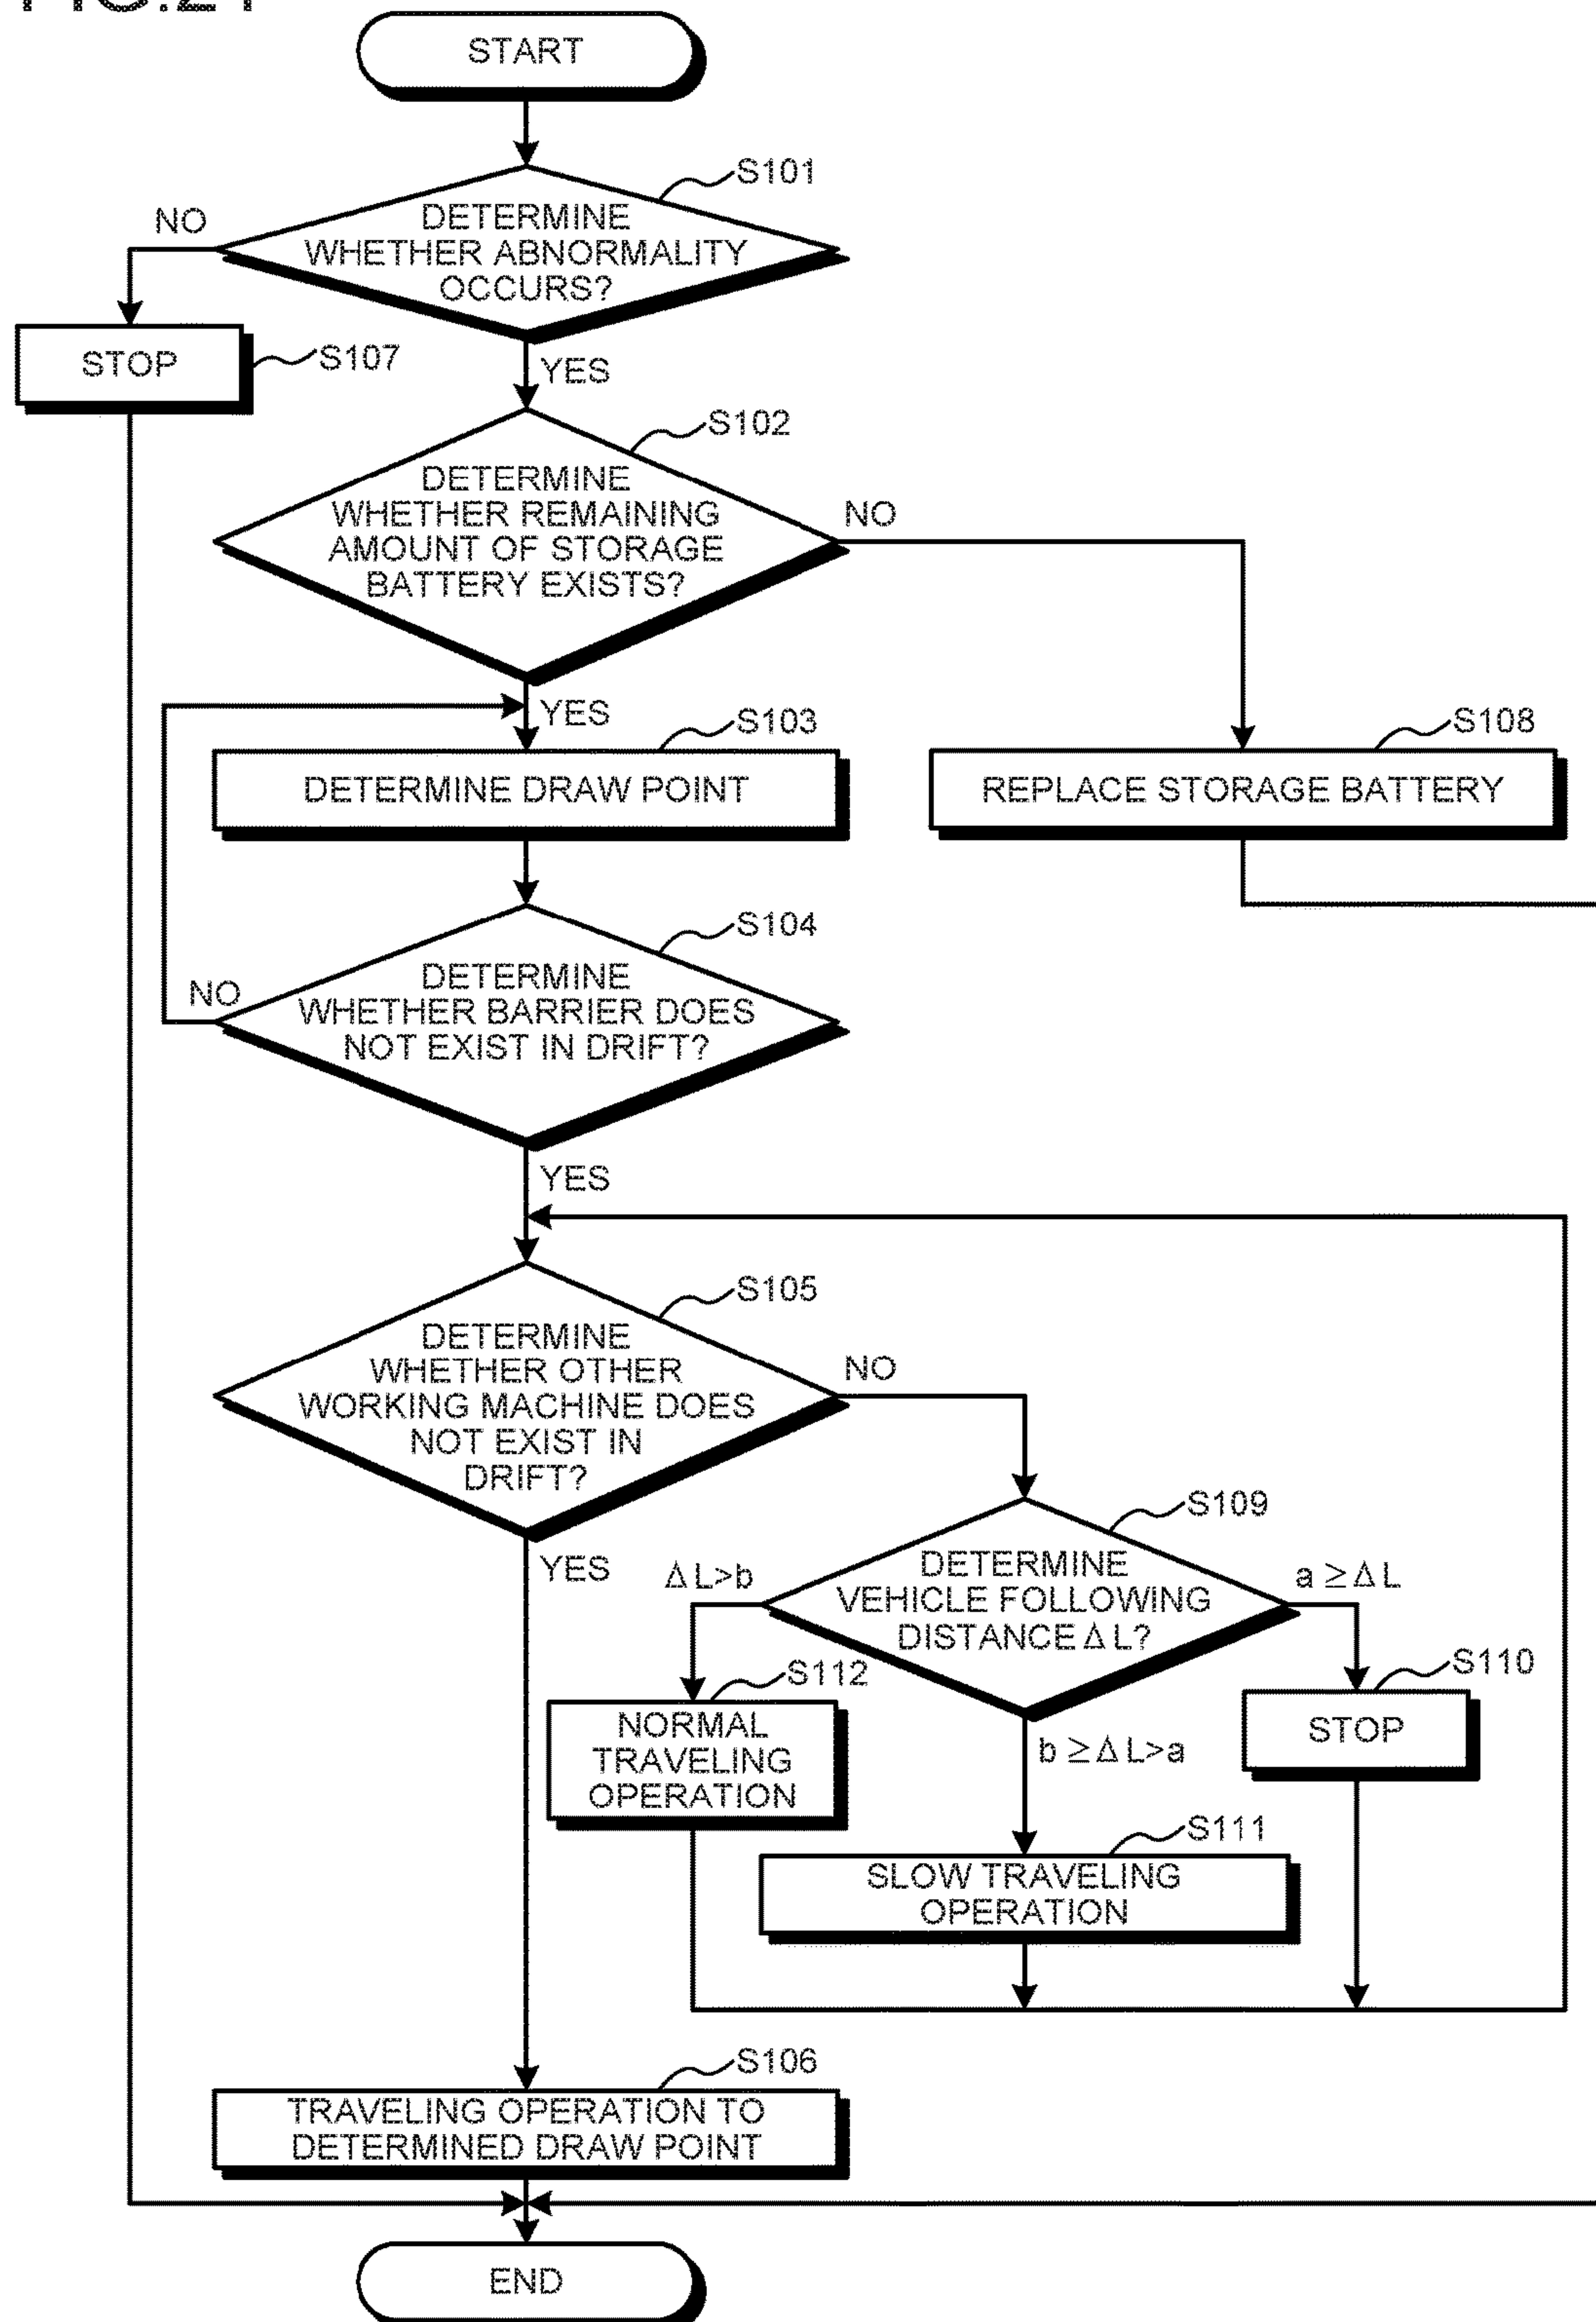 START
S101
DETERMINE
WHETHER ABNORMALITY
OCCURS?
NO
STOP
S107
YES
S102
DETERMINE
WHETHER REMAINING
AMOUNT OF STORAGE
BATTERY EXISTS?
NO
YES
S103
DETERMINE DRAW POINT
S108
REPLACE STORAGE BATTERY
S104
DETERMINE
WHETHER BARRIER DOES
NOT EXIST IN DRIFT?
NO
YES
S105
DETERMINE
WHETHER OTHER
WORKING MACHINE DOES
NOT EXIST IN
DRIFT?
NO
YES
S109
DETERMINE
VEHICLE FOLLOWING
DISTANCE Δ L?
Δ L>b
a ≥ Δ L
S112
NORMAL
TRAVELING
OPERATION
b ≥ Δ L>a
S110
STOP
S111
SLOW TRAVELING
OPERATION
S106
TRAVELING OPERATION TO
DETERMINED DRAW POINT
END